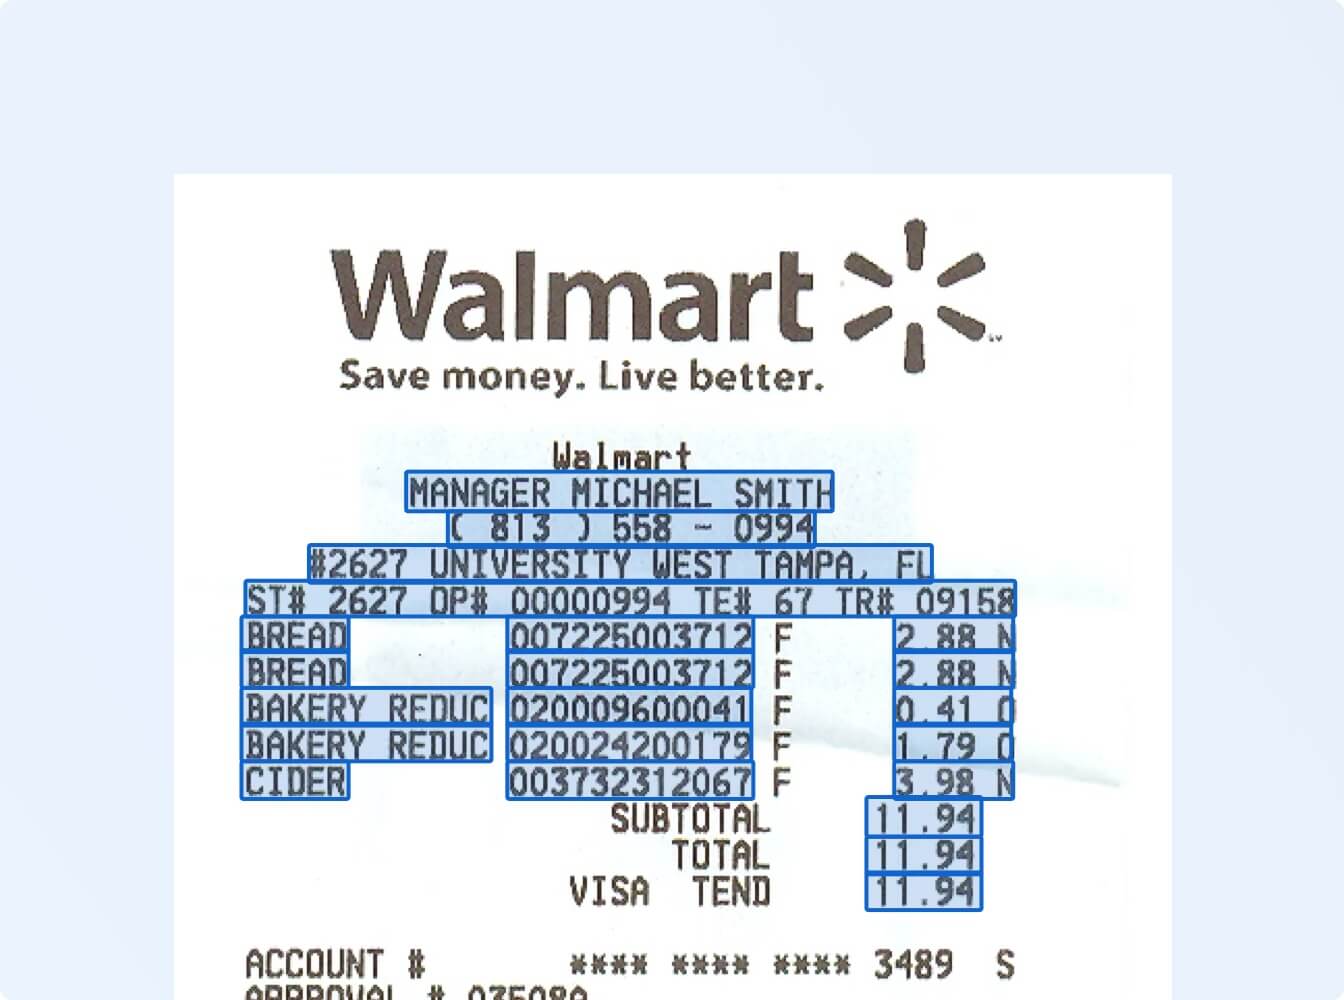 Walmart
Save money. Live better.
Walmart
MANAGER MICHAEL SMITH
( 813 ) 558 - 0994
#2627 UNIVERSITY WEST TAMPA, FL
ST# 2627 OP# 00000994 TE# 67 TR# 09158
BREAD 007225003712 F 2.88 N
BREAD 007225003712 F 2.88 N
BAKERY REDUC 020009600041 F 0.41 O
BAKERY REDUC 020024200179 F 1.79 O
CIDER 003732312067 F 3.98 N
SUBTOTAL 11.94
TOTAL 11.94
VISA TEND 11.94
ACCOUNT # **** **** **** 3489 S
APPROVAL # 03508A